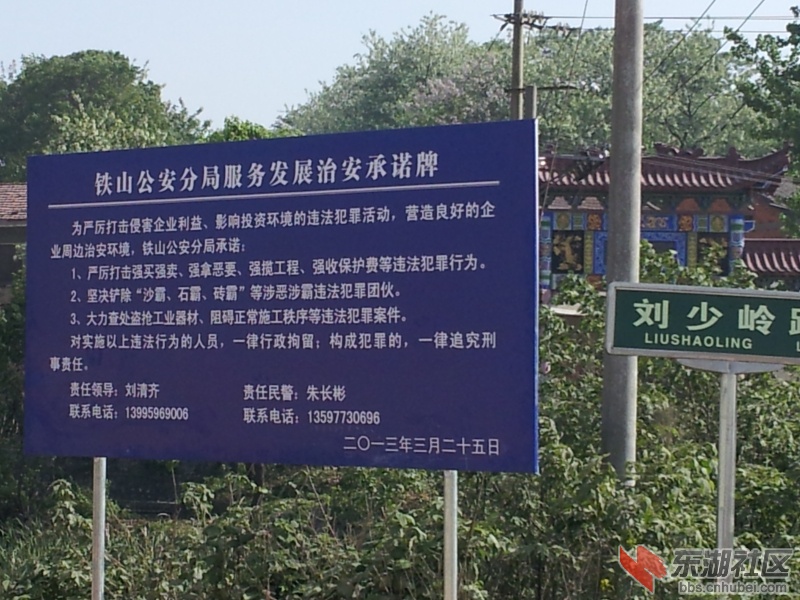 铁山公安分局服务发展治安承诺牌
为严厉打击侵害企业利益、影响投资环境的违法犯罪活动，营造良好的企
业周边治安环境，铁山公安分局承诺：
1、严厉打击强买强卖、强拿恶要、强揽工程、强收保护费等违法犯罪行为。
2、坚决铲除“沙霸、石霸、砖霸”等涉恶涉霸违法犯罪团伙。
3、大力查处盗抢工业器材、阻碍正常施工秩序等违法犯罪案件。
对实施以上违法行为的人员，一律行政拘留；构成犯罪的，一律追究刑
事责任。
责任领导：刘清齐 责任民警：朱长彬
联系电话：13995969006 联系电话：13597730696
二〇一三年三月二十五日
刘少岭路
LIUSHAOLING L
东湖社区
bbs.cnhubei.com